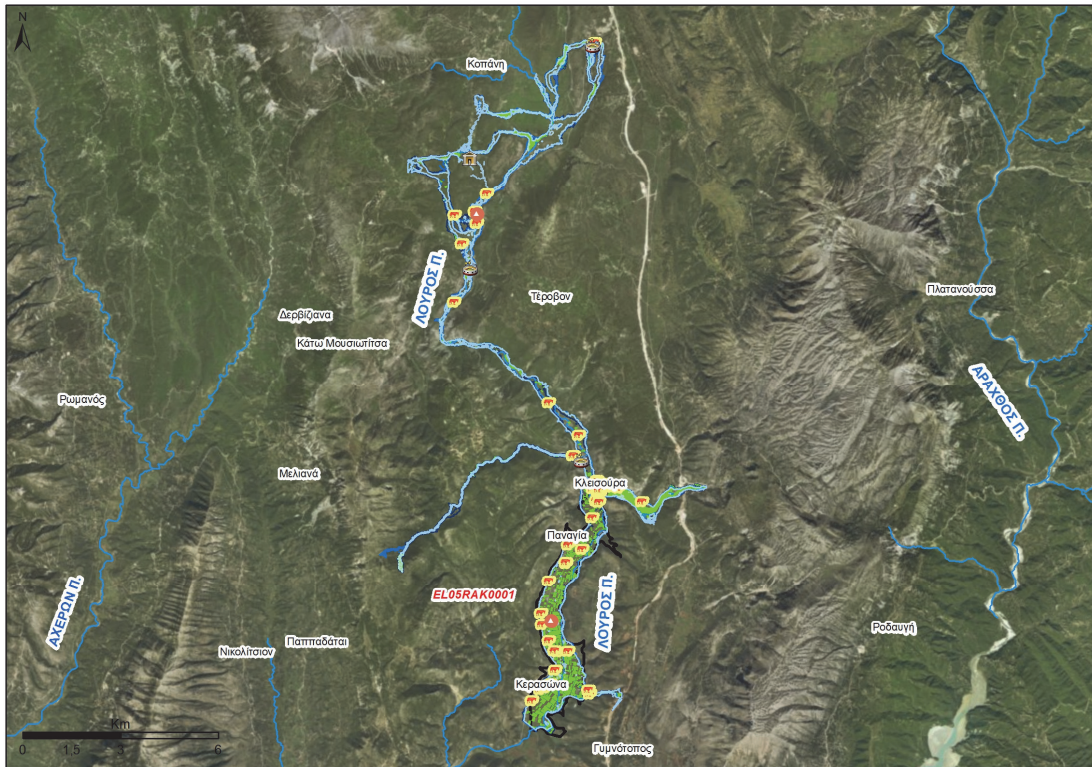 N
Κοπάνη
ΛΟΥΡΟΣ Π.
Τέροβον
Πλατανούσσα
Δερβίζιανα
Κάτω Μουσιωτίτσα
ΑΡΑΧΘΟΣ Π.
Ρωμανός
Μελιανά
Κλεισούρα
Παναγία
ΑΧΕΡΩΝ Π.
EL05RAK0001
ΛΟΥΡΟΣ Π.
Ροδαυγή
Παππαδάται
Νικολίτσιον
Κερασώνα
Γυμνότοπος
Km
0 1,5 3 6